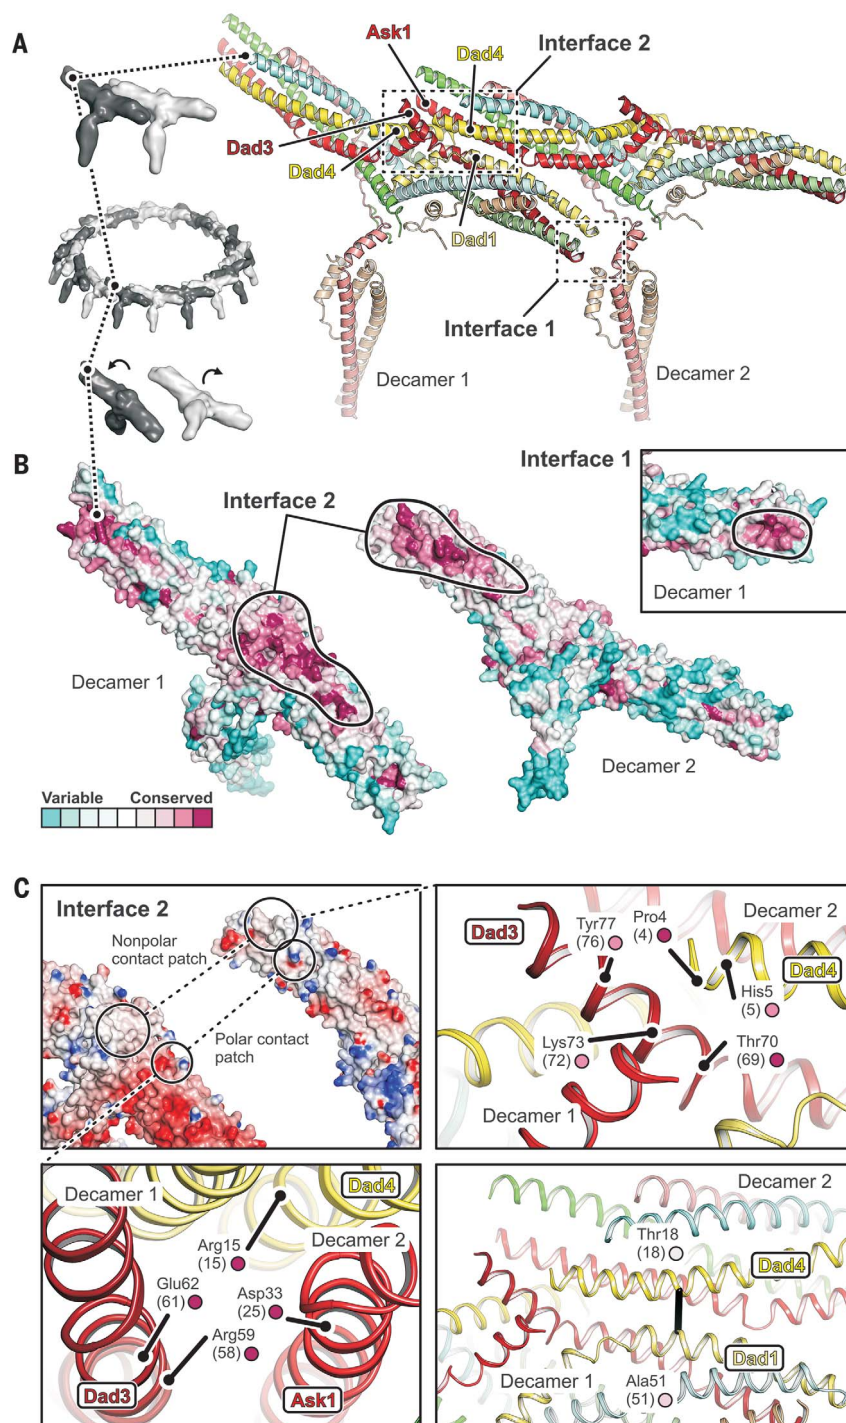 A
Ask1
Dad4
Interface 2
Dad3
Dad4
Dad1
Interface 1
Decamer 1
Decamer 2
B
Interface 2
Interface 1
Decamer 1
Decamer 1
Decamer 2
Variable Conserved
C
Interface 2
Nonpolar
contact patch
Polar contact
patch
Dad3
Tyr77
(76)
Pro4
(4)
Decamer 2
Dad4
His5
(5)
Lys73
(72)
Thr70
(69)
Decamer 1
Decamer 1
Dad4
Decamer 2
Arg15
(15)
Glu62
(61)
Asp33
(25)
Arg59
(58)
Dad3
Ask1
Decamer 2
Thr18
(18)
Dad4
Dad1
Decamer 1
Ala51
(51)